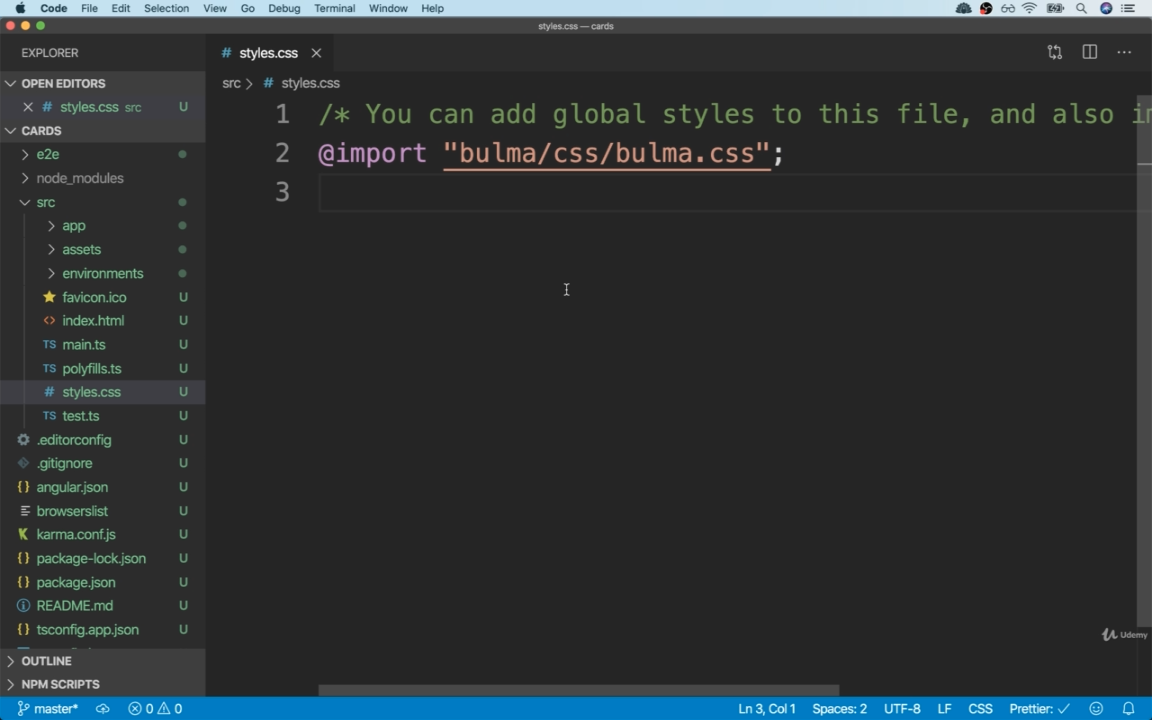 Code File Edit Selection View Go Debug Terminal Window Help
styles.css — cards
EXPLORER
OPEN EDITORS
# styles.css src U
CARDS
e2e
node_modules
src
app
assets
environments
favicon.ico U
<> index.html U
TS main.ts U
TS polyfills.ts U
# styles.css U
TS test.ts U
.editorconfig U
.gitignore U
{} angular.json U
browserslist U
karma.conf.js U
{} package-lock.json U
{} package.json U
README.md U
{} tsconfig.app.json U
OUTLINE
NPM SCRIPTS
# styles.css
src > # styles.css
1 /* You can add global styles to this file, and also i
2 @import "bulma/css/bulma.css";
3
Udemy
master* 0 0 Ln 3, Col 1 Spaces: 2 UTF-8 LF CSS Prettier: ✓